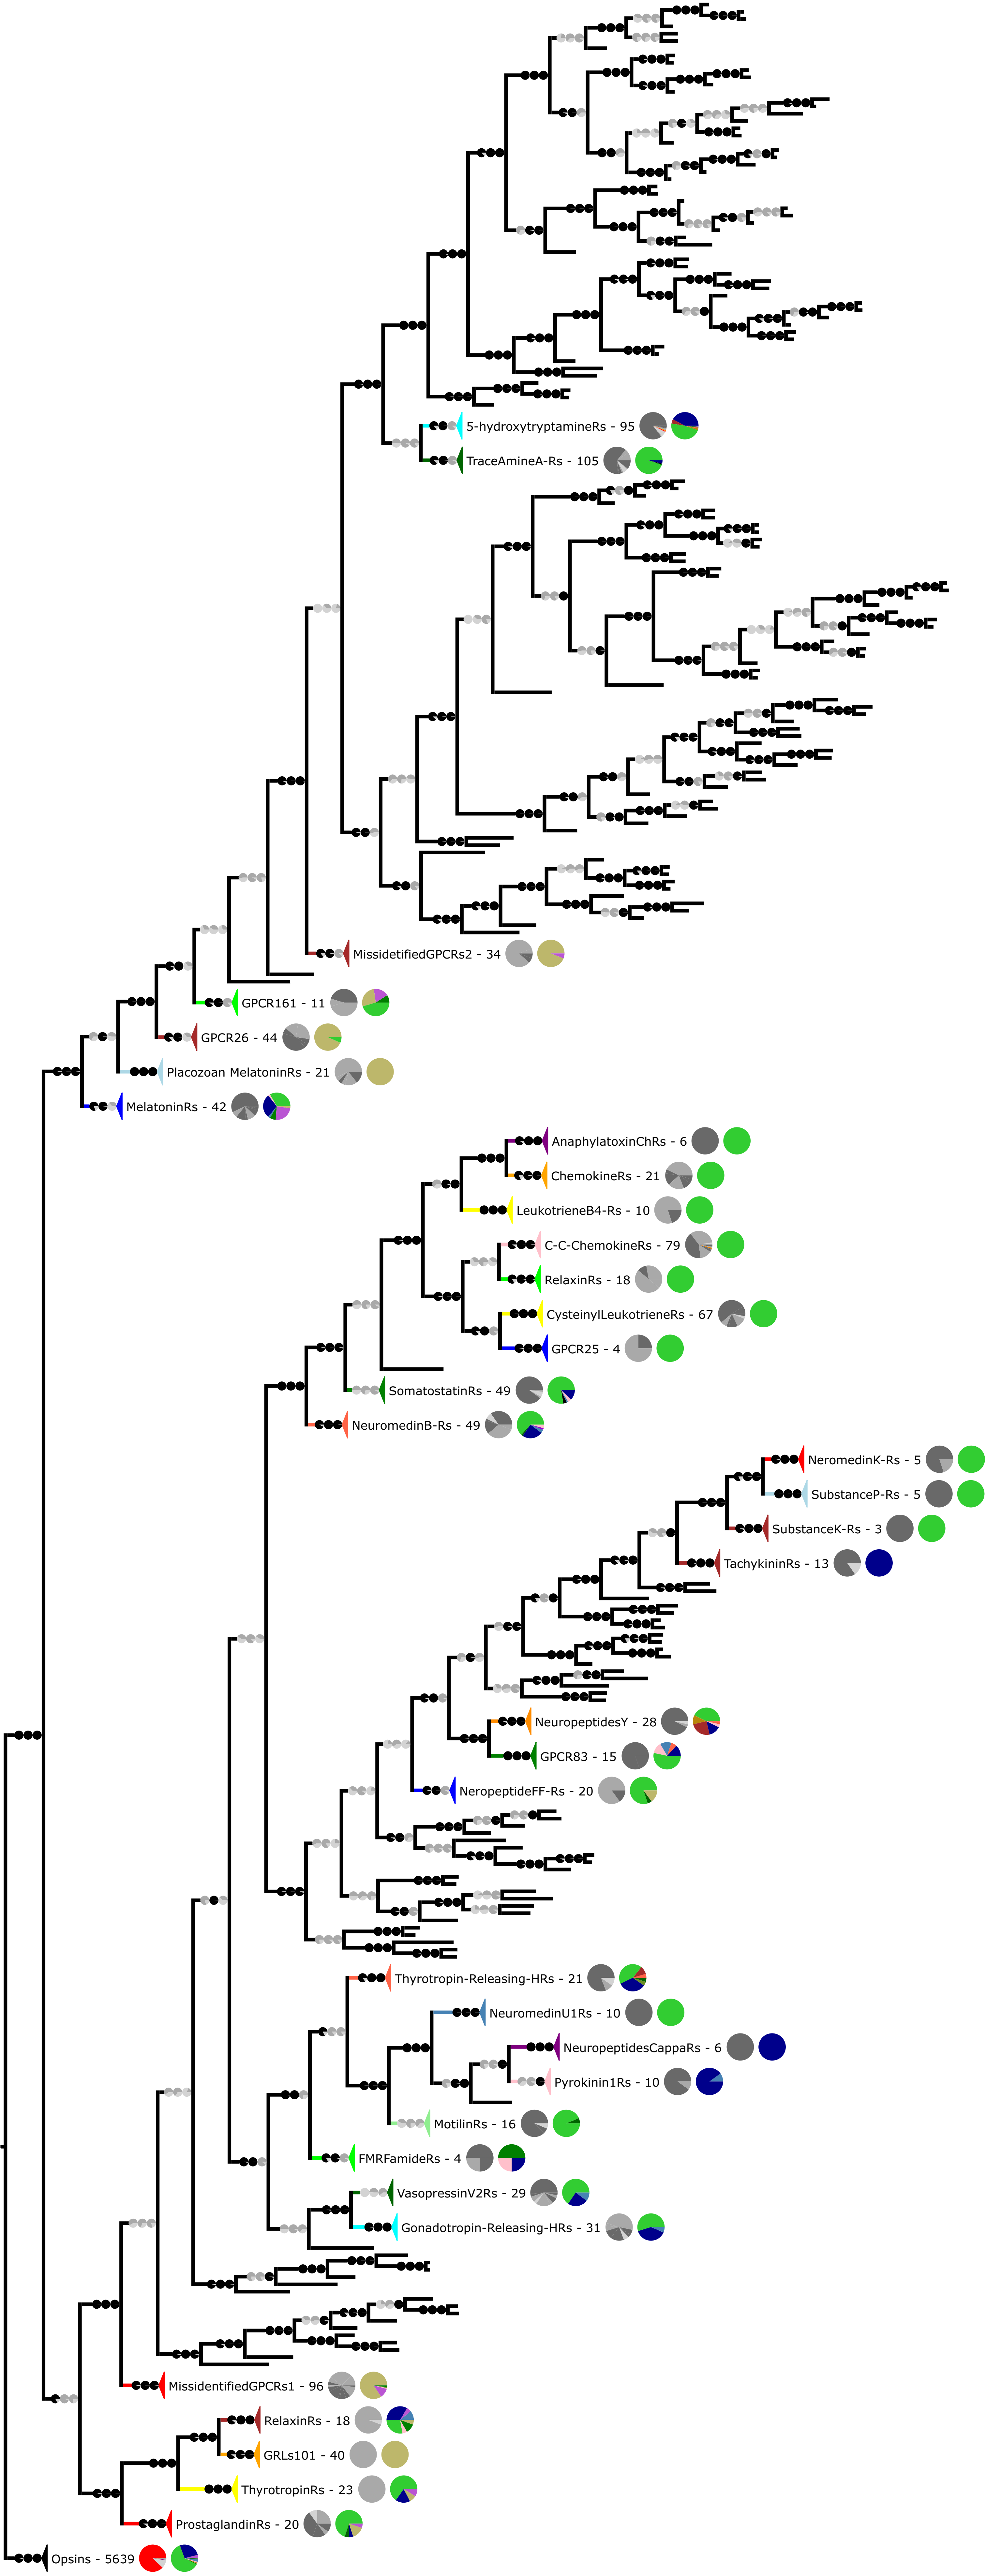 5-hydroxytryptamineRs - 95
TraceAmineA-Rs - 105
MissidetifiedGPCRs2 - 34
GPCR161 - 11
GPCR26 - 44
Placozoan MelatoninRs - 21
MelatoninRs - 42
AnaphylatoxinChRs - 6
ChemokineRs - 21
LeukotrieneB4-Rs - 10
C-C-ChemokineRs - 79
RelaxinRs - 18
CysteinylLeukotrieneRs - 67
GPCR25 - 4
SomatostatinRs - 49
NeuromedinB-Rs - 49
NeromedinK-Rs - 5
SubstanceP-Rs - 5
SubstanceK-Rs - 3
TachykininRs - 13
NeuropeptidesY - 28
GPCR83 - 15
NeropeptideFF-Rs - 20
Thyrotropin-Releasing-HRs - 21
NeuromedinU1Rs - 10
NeuropeptidesCappaRs - 6
Pyrokinin1Rs - 10
MotilinRs - 16
FMRFamideRs - 4
VasopressinV2Rs - 29
Gonadotropin-Releasing-HRs - 31
MissidentifiedGPCRs1 - 96
RelaxinRs - 18
GRLs101 - 40
ThyrotropinRs - 23
ProstaglandinRs - 20
Opsins - 5639